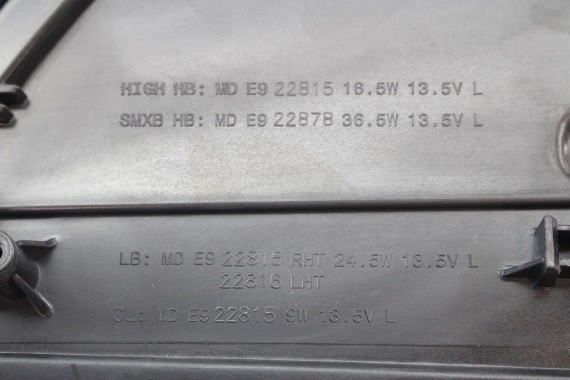 HIGH HB: MD E9 22815 16.5W 13.5V L
SMXB HB: MD E9 22878 36.5W 13.5V L
LB: MD E9 22815 RHT 24.5W 13.5V L
22816 LHT
CL: MD E9 22815 9W 13.5V L